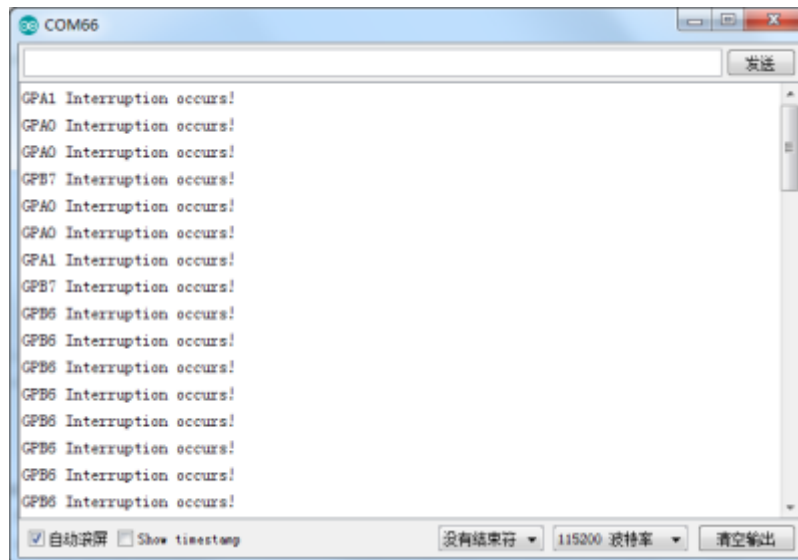 COM66
发送
GPA1 Interruption occurs!
GPA0 Interruption occurs!
GPA0 Interruption occurs!
GPB7 Interruption occurs!
GPA0 Interruption occurs!
GPA0 Interruption occurs!
GPA1 Interruption occurs!
GPB7 Interruption occurs!
GPB6 Interruption occurs!
GPB6 Interruption occurs!
GPB6 Interruption occurs!
GPB6 Interruption occurs!
GPB6 Interruption occurs!
GPB6 Interruption occurs!
GPB6 Interruption occurs!
GPB6 Interruption occurs!
自动滚屏 Show timestamp 没有结束符 115200 波特率 清空输出